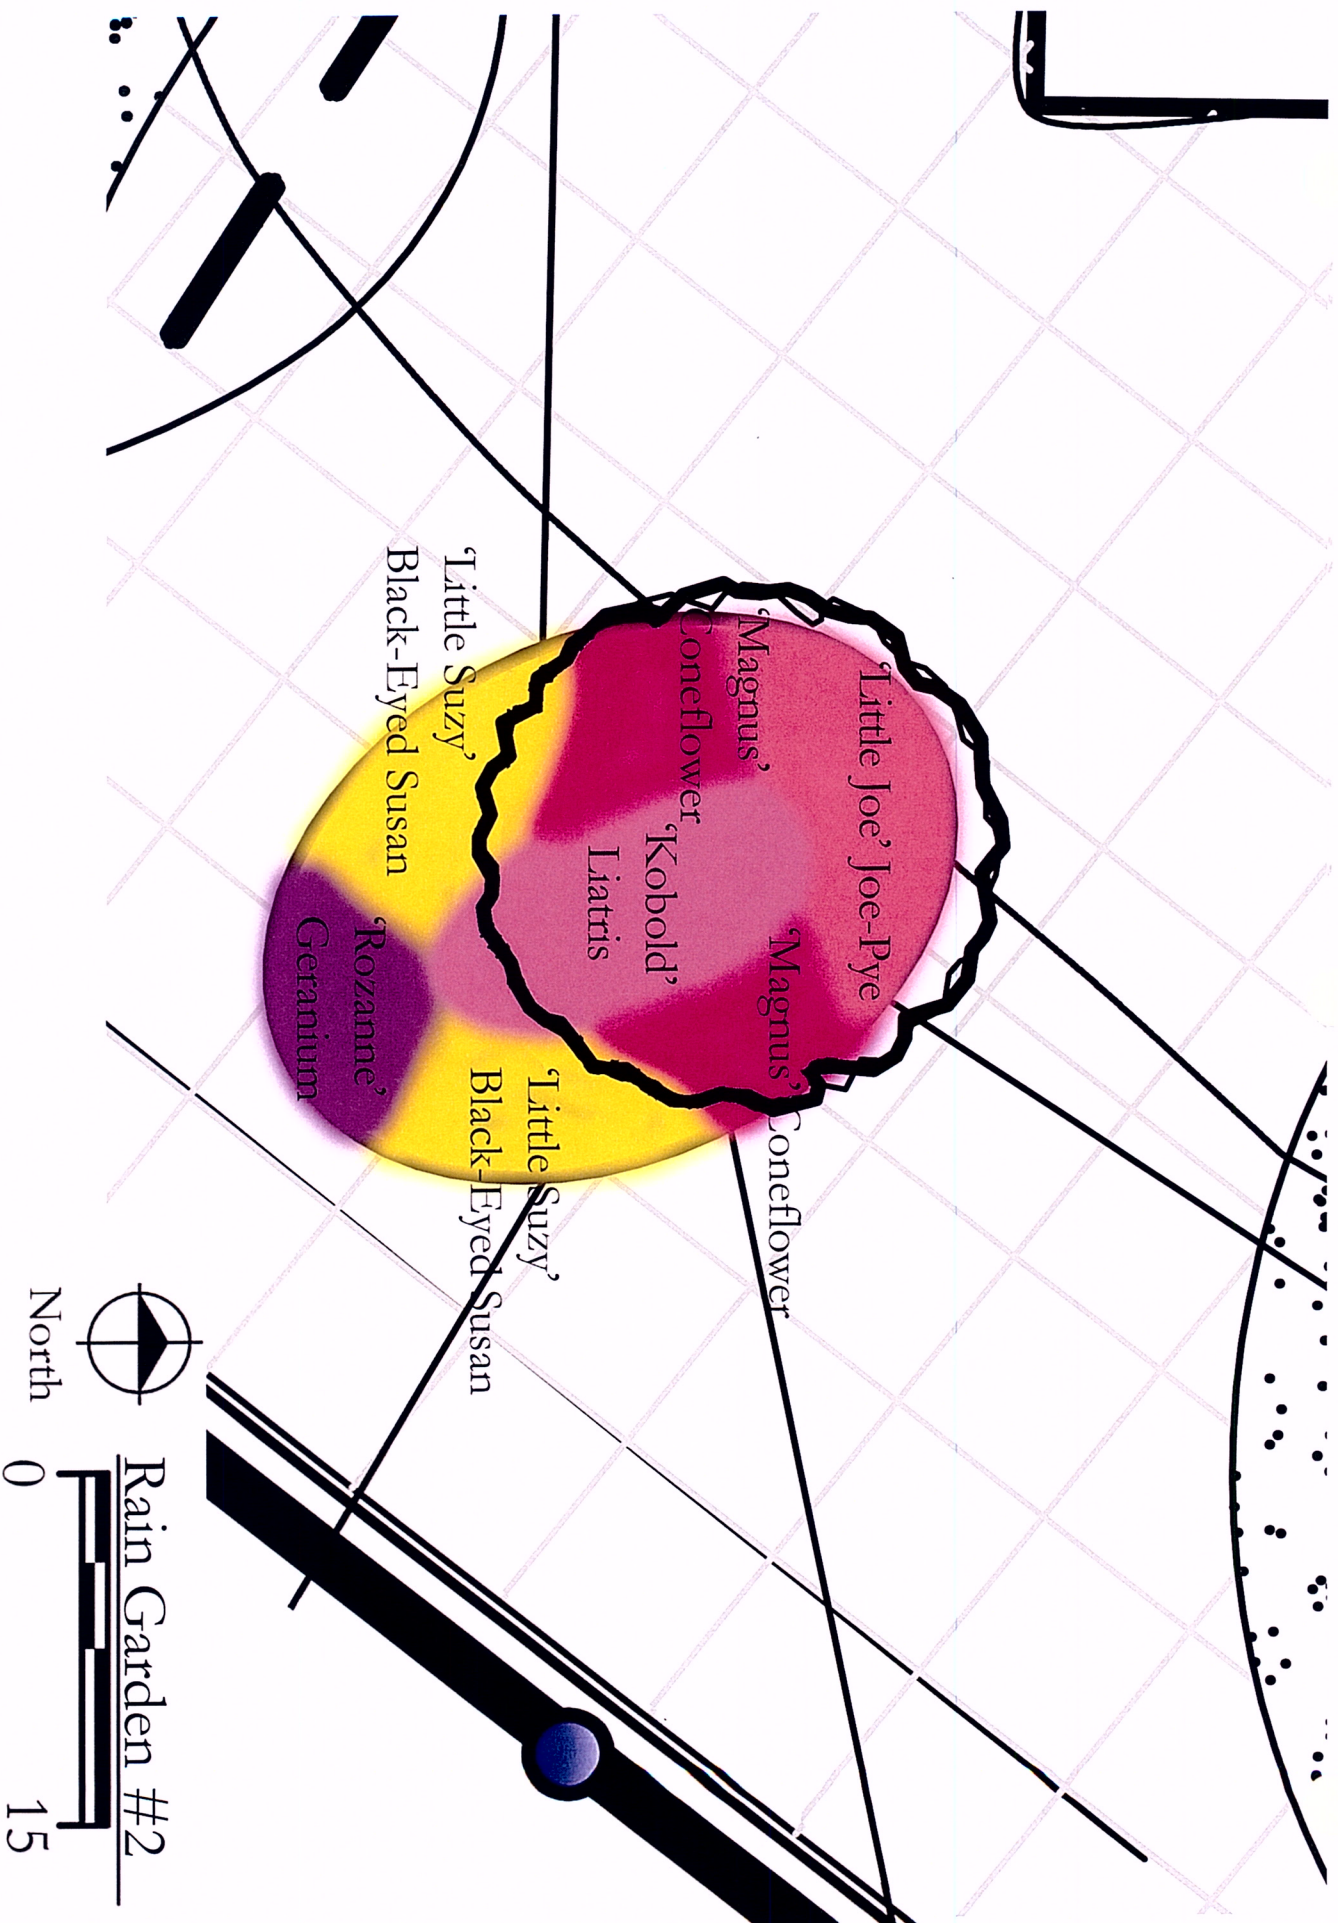 'Little Joe' Joe-Pye
'Magnus'
Coneflower
'Magnus' Coneflower
'Kobold'
Liatris
'Little Suzy'
Black-Eyed Susan
'Little Suzy'
Black-Eyed Susan
'Rozanne'
Geranium
Rain Garden #2
North
0 15